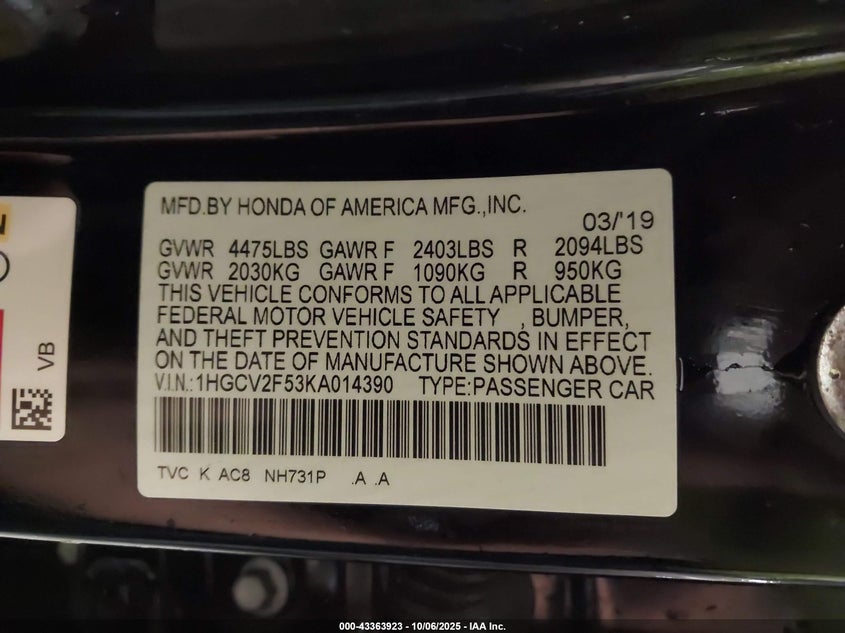 MFD.BY HONDA OF AMERICA MFG.,INC.
03/'19
GVWR 4475LBS GAWR F 2403LBS R 2094LBS
GVWR 2030KG GAWR F 1090KG R 950KG
THIS VEHICLE CONFORMS TO ALL APPLICABLE
FEDERAL MOTOR VEHICLE SAFETY , BUMPER,
AND THEFT PREVENTION STANDARDS IN EFFECT
ON THE DATE OF MANUFACTURE SHOWN ABOVE.
V.I.N.:1HGCV2F53KA014390 TYPE:PASSENGER CAR
TVC K AC8 NH731P .A .A
VB
000-43363923 - 10/06/2025 - IAA Inc.